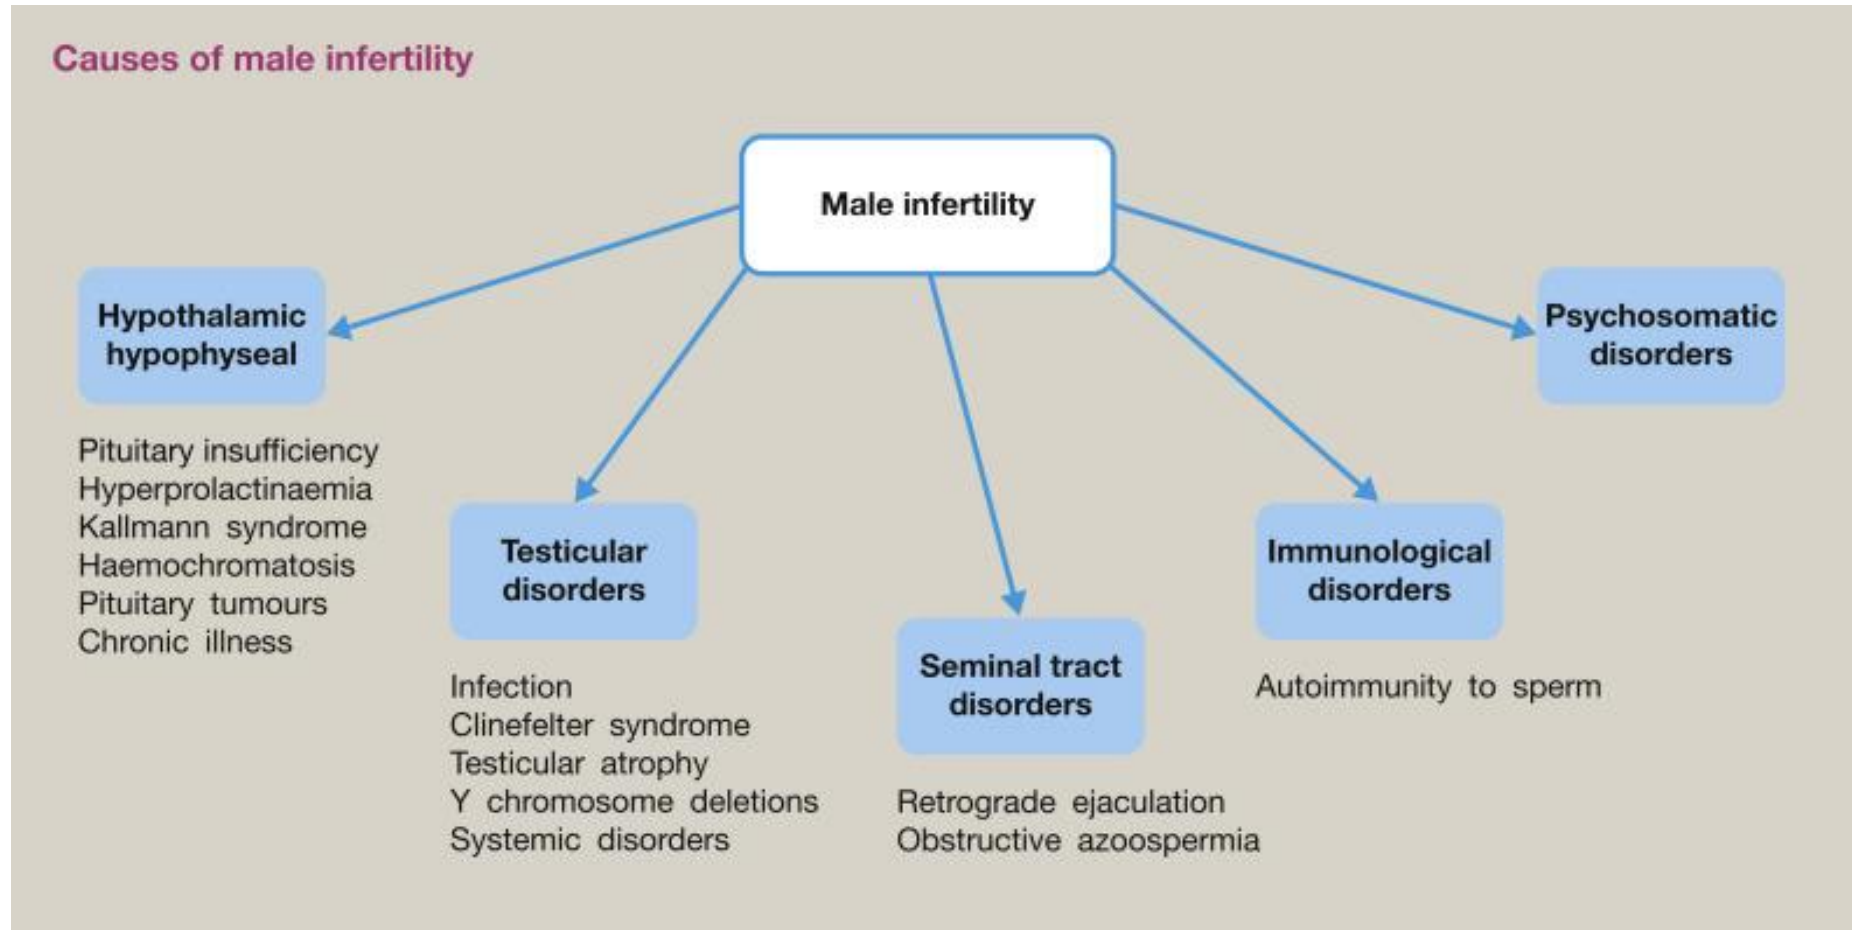 Causes of male infertility
Male infertility
Hypothalamic
hypophyseal
Pituitary insufficiency
Hyperprolactinaemia
Kallmann syndrome
Haemochromatosis
Pituitary tumours
Chronic illness
Testicular
disorders
Infection
Clinefelter syndrome
Testicular atrophy
Y chromosome deletions
Systemic disorders
Seminal tract
disorders
Retrograde ejaculation
Obstructive azoospermia
Immunological
disorders
Autoimmunity to sperm
Psychosomatic
disorders